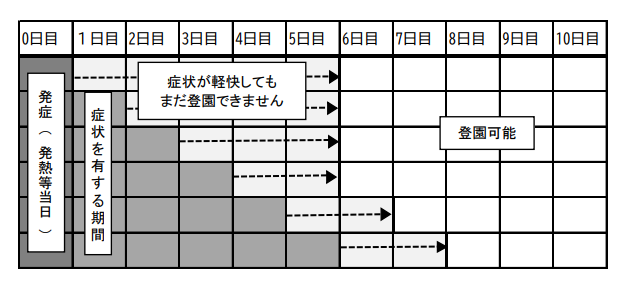 0日目 1日目 2日目 3日目 4日目 5日目 6日目 7日目 8日目 9日目 10日目
症状が軽快しても
まだ登園できません
発症（発熱等当日）
症状を有する期間
登園可能